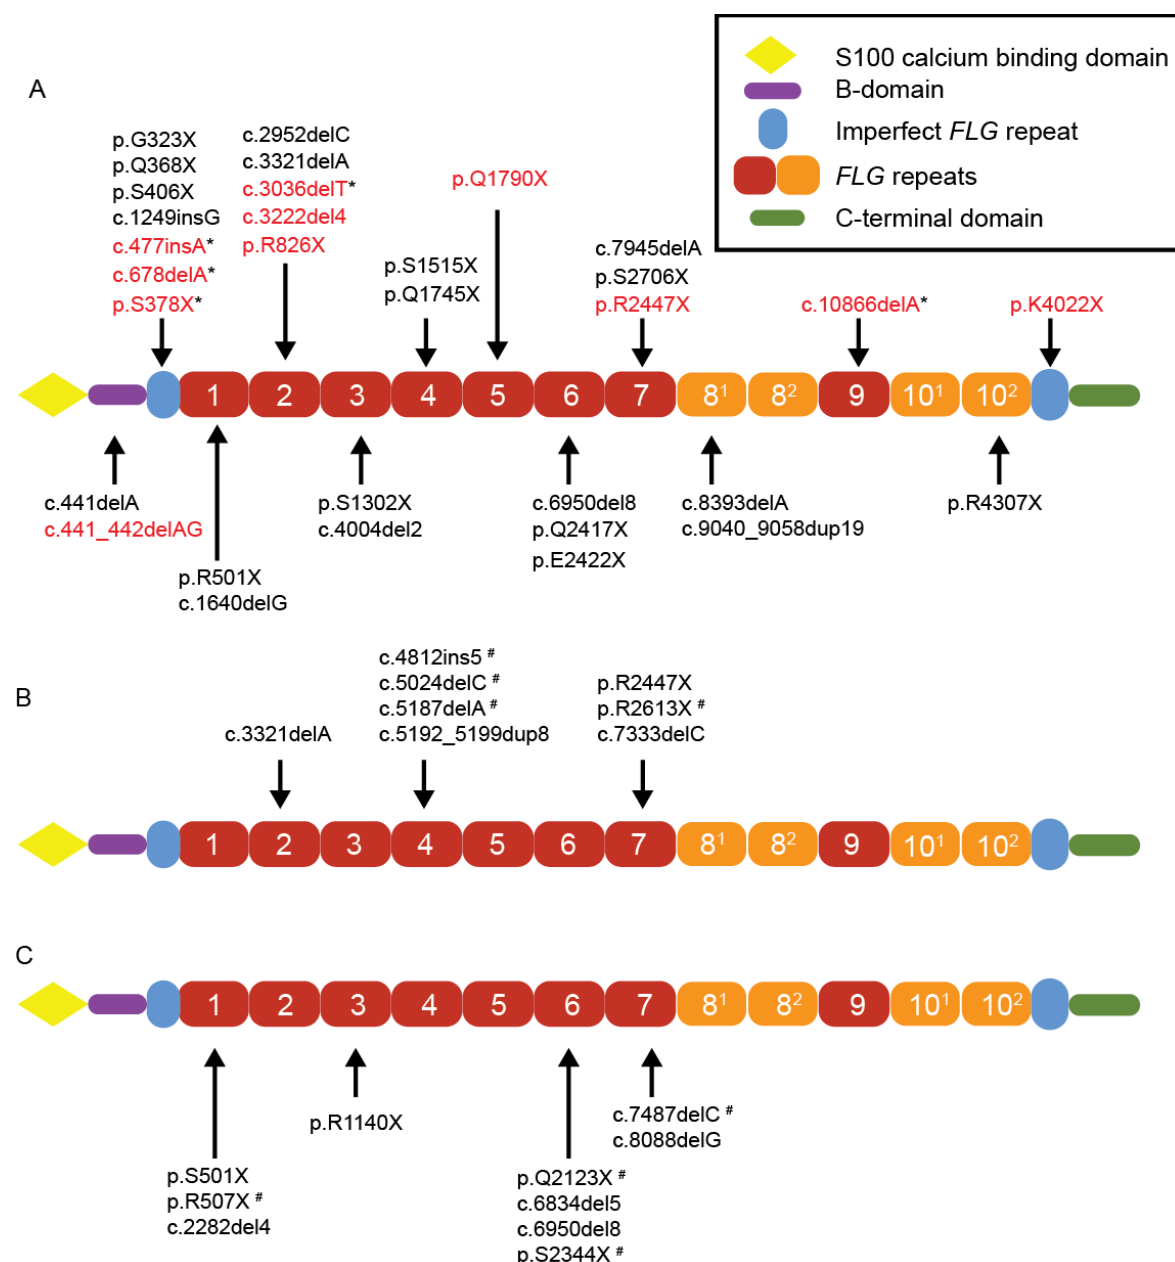 S100 calcium binding domain
B-domain
Imperfect FLG repeat
FLG repeats
C-terminal domain
A
p.G323X
p.Q368X
p.S406X
c.1249insG
c.477insA*
c.678delA*
p.S378X*
c.2952delC
c.3321delA
c.3036delT*
c.3222del4
p.R826X
p.S1515X
p.Q1745X
p.Q1790X
c.7945delA
p.S2706X
p.R2447X
c.10866delA*
p.K4022X
1 2 3 4 5 6 7 8¹ 8² 9 10¹ 10²
c.441delA
c.441_442delAG
p.R501X
c.1640delG
p.S1302X
c.4004del2
c.6950del8
p.Q2417X
p.E2422X
c.8393delA
c.9040_9058dup19
p.R4307X
B
c.3321delA
c.4812ins5 #
c.5024delC #
c.5187delA #
c.5192_5199dup8
p.R2447X
p.R2613X #
c.7333delC
1 2 3 4 5 6 7 8¹ 8² 9 10¹ 10²
C
1 2 3 4 5 6 7 8¹ 8² 9 10¹ 10²
p.S501X
p.R507X #
c.2282del4
p.R1140X
p.Q2123X #
c.6834del5
c.6950del8
p.S2344X #
c.7487delC #
c.8088delG